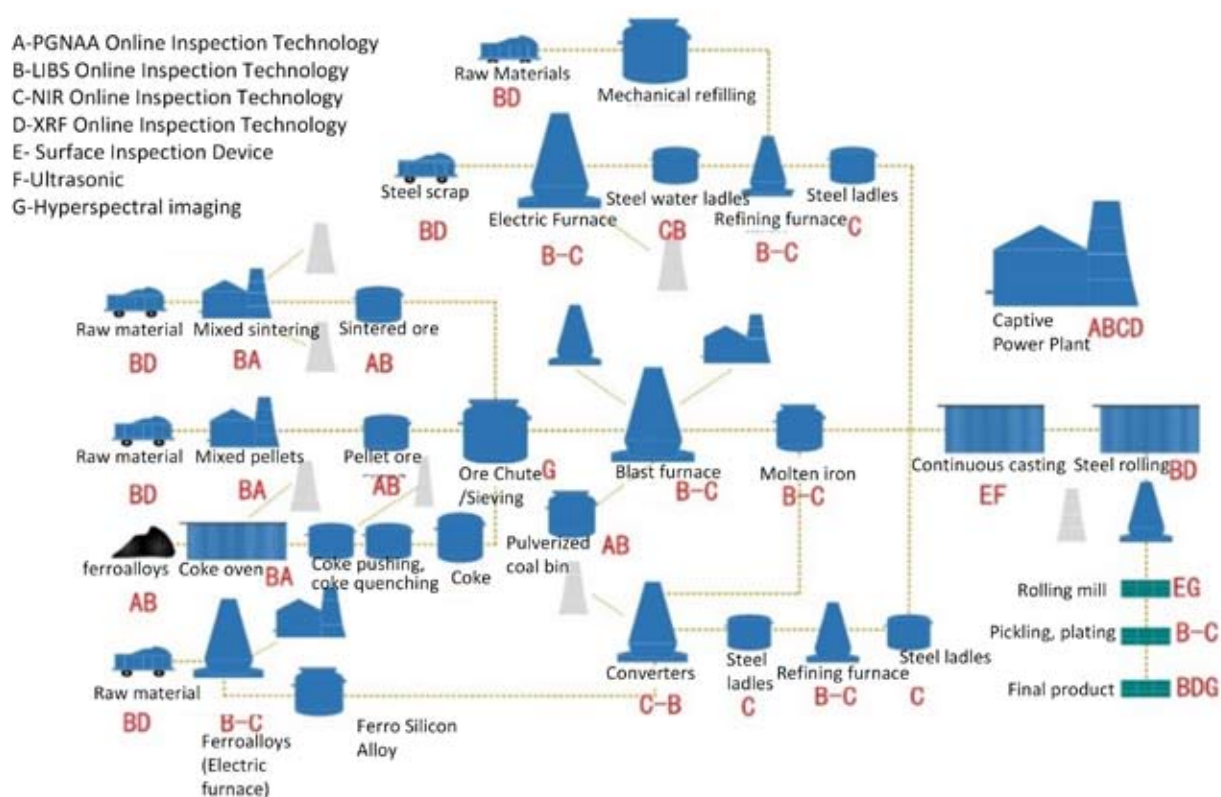 A-PGNAA Online Inspection Technology
B-LIBS Online Inspection Technology
C-NIR Online Inspection Technology
D-XRF Online Inspection Technology
E- Surface Inspection Device
F-Ultrasonic
G-Hyperspectral imaging
Raw Materials
BD
Mechanical refilling
Steel scrap
BD
Electric Furnace
B-C
Steel water ladles
CB
Refining furnace
B-C
Steel ladles
C
Captive
Power Plant
ABCD
Raw material
BD
Mixed sintering
BA
Sintered ore
AB
Raw material
BD
Mixed pellets
BA
Pellet ore
AB
Ore Chute
/Sieving
G
Blast furnace
B-C
Molten iron
B-C
Continuous casting
EF
Steel rolling
BD
ferroalloys
AB
Coke oven
BA
Coke pushing,
coke quenching
Coke
Pulverized
coal bin
AB
Rolling mill
EG
Pickling, plating
B-C
Final product
BDG
Raw material
BD
B-C
Ferroalloys
(Electric
furnace)
Ferro Silicon
Alloy
Converters
C-B
Steel
ladles
C
Refining furnace
B-C
Steel ladles
C